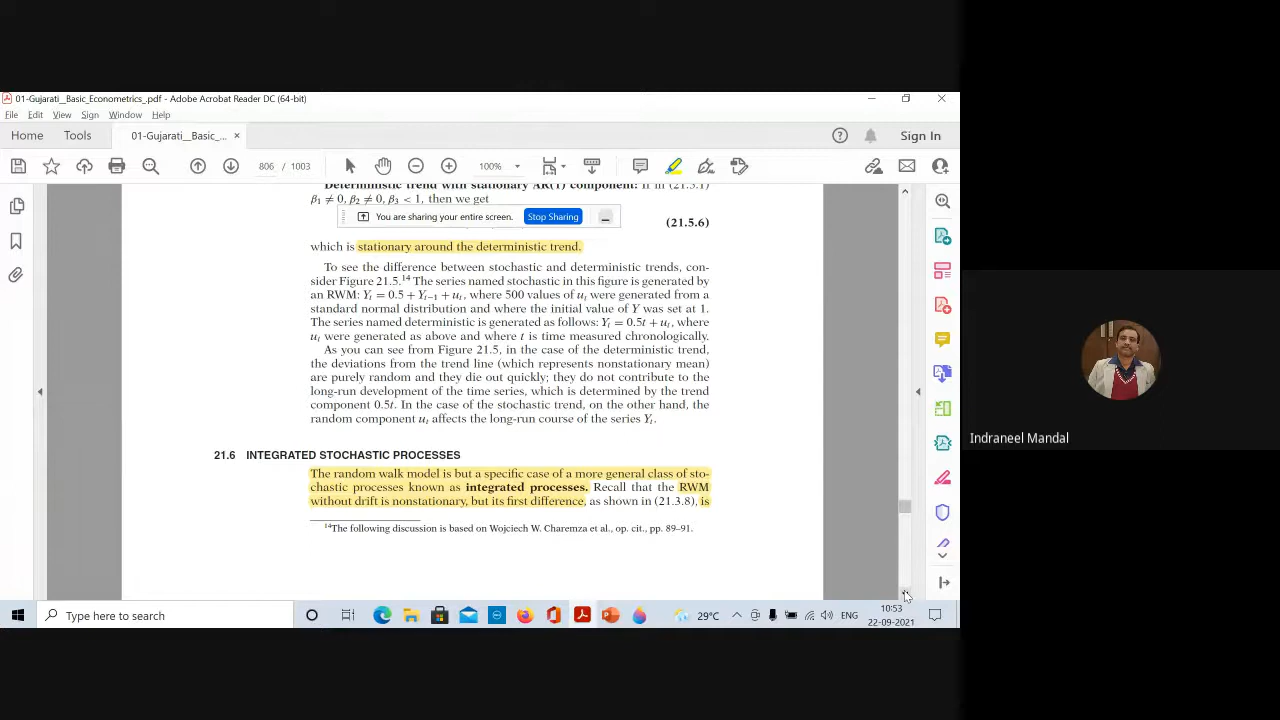 01-Gujarati__Basic_Econometrics_.pdf - Adobe Acrobat Reader DC (64-bit)
File Edit View Sign Window Help
Home Tools 01-Gujarati__Basic_... × Sign In
806 / 1003 100%
Deterministic trend with stationary AR(1) component: If in (21.5.1)
β1 ≠ 0, β2 ≠ 0, β3 < 1, then we get
You are sharing your entire screen. Stop Sharing
(21.5.6)
which is stationary around the deterministic trend.
To see the difference between stochastic and deterministic trends, con-
sider Figure 21.5.14 The series named stochastic in this figure is generated by
an RWM: Yt = 0.5 + Yt−1 + ut, where 500 values of ut were generated from a
standard normal distribution and where the initial value of Y was set at 1.
The series named deterministic is generated as follows: Yt = 0.5t + ut, where
ut were generated as above and where t is time measured chronologically.
As you can see from Figure 21.5, in the case of the deterministic trend,
the deviations from the trend line (which represents nonstationary mean)
are purely random and they die out quickly; they do not contribute to the
long-run development of the time series, which is determined by the trend
component 0.5t. In the case of the stochastic trend, on the other hand, the
random component ut affects the long-run course of the series Yt.
21.6 INTEGRATED STOCHASTIC PROCESSES
The random walk model is but a specific case of a more general class of sto-
chastic processes known as integrated processes. Recall that the RWM
without drift is nonstationary, but its first difference, as shown in (21.3.8), is
14The following discussion is based on Wojciech W. Charemza et al., op. cit., pp. 89–91.
Indraneel Mandal
Type here to search
29°C ENG
10:53
22-09-2021